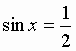 sin x = 1/2